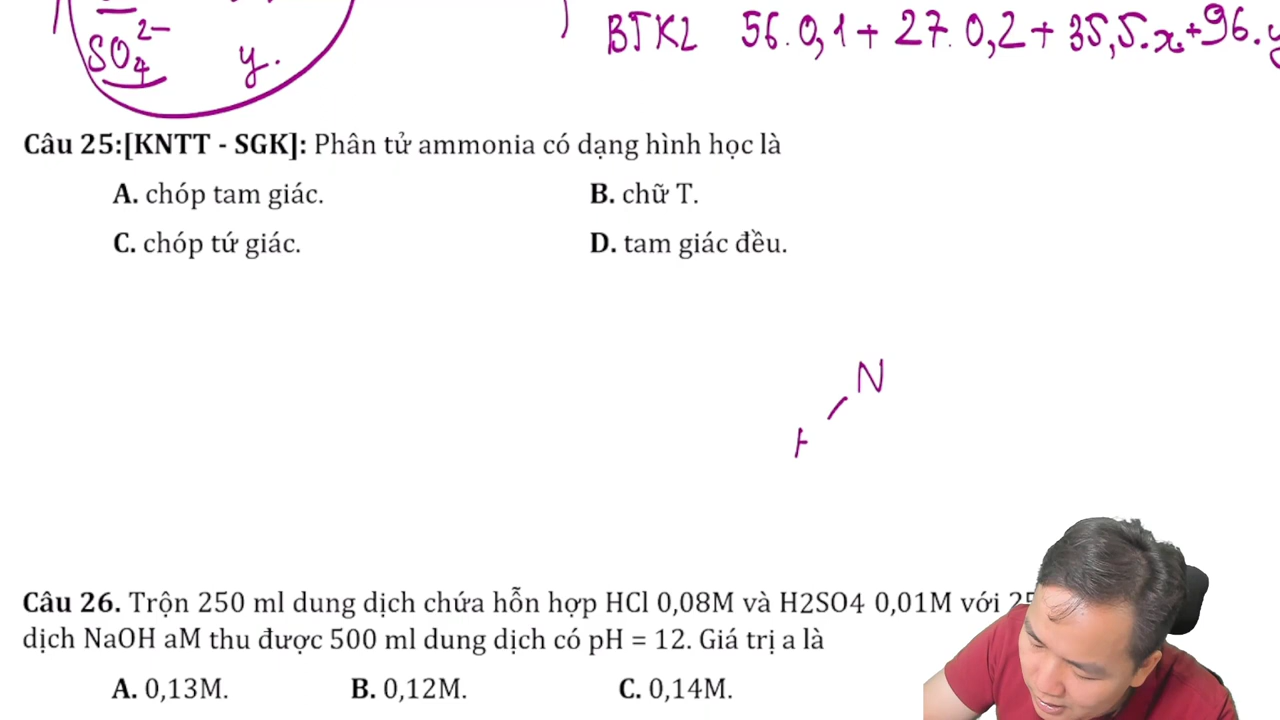 SO₄²⁻ y.
BTKL 56.0,1 + 27.0,2 + 35,5.x + 96.y
Câu 25:[KNTT - SGK]: Phân tử ammonia có dạng hình học là
A. chóp tam giác. B. chữ T.
C. chóp tứ giác. D. tam giác đều.
N
H
Câu 26. Trộn 250 ml dung dịch chứa hỗn hợp HCl 0,08M và H2SO4 0,01M với
dịch NaOH aM thu được 500 ml dung dịch có pH = 12. Giá trị a là
A. 0,13M. B. 0,12M. C. 0,14M.